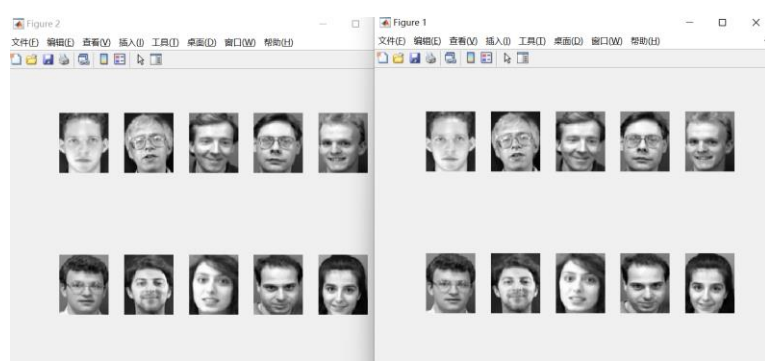 Figure 2
文件(F) 编辑(E) 查看(V) 插入(I) 工具(T) 桌面(D) 窗口(W) 帮助(H)
Figure 1
文件(F) 编辑(E) 查看(V) 插入(I) 工具(T) 桌面(D) 窗口(W) 帮助(H)